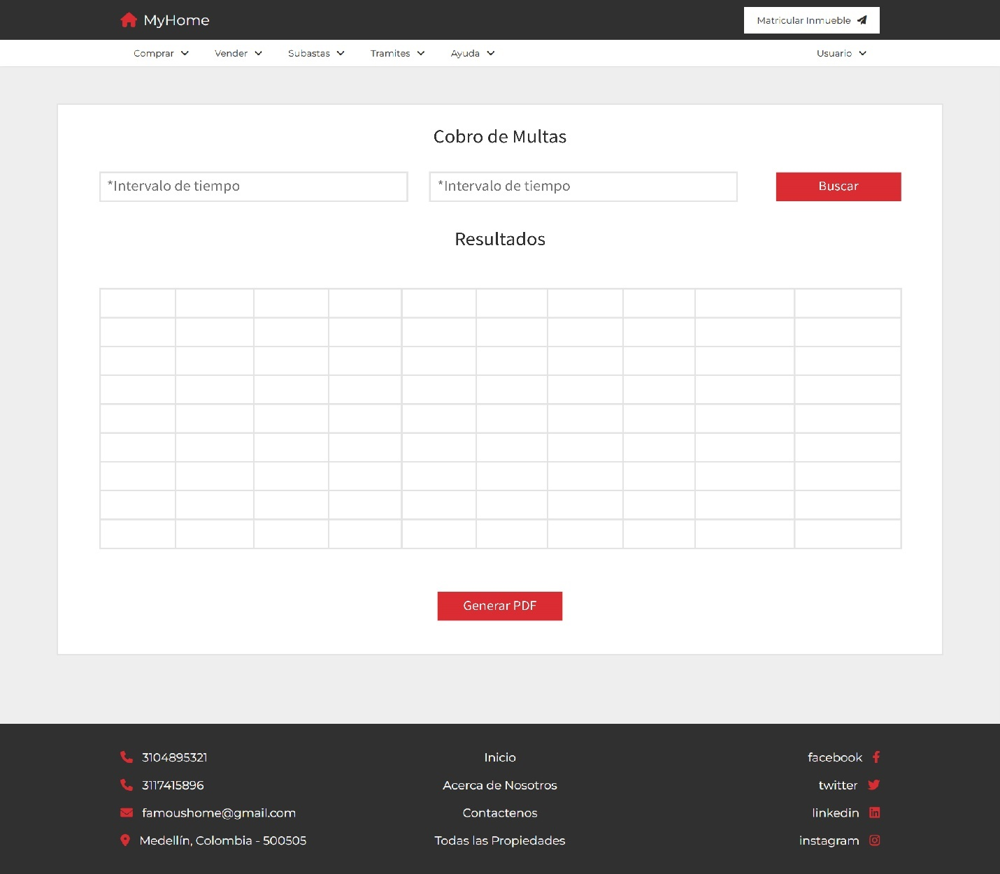 MyHome
Matricular Inmueble
Comprar
Vender
Subastas
Tramites
Ayuda
Usuario
Cobro de Multas
*Intervalo de tiempo
*Intervalo de tiempo
Buscar
Resultados
Generar PDF
3104895321
3117415896
famoushome@gmail.com
Medellín, Colombia - 500505
Inicio
Acerca de Nosotros
Contactenos
Todas las Propiedades
facebook
twitter
linkedin
instagram